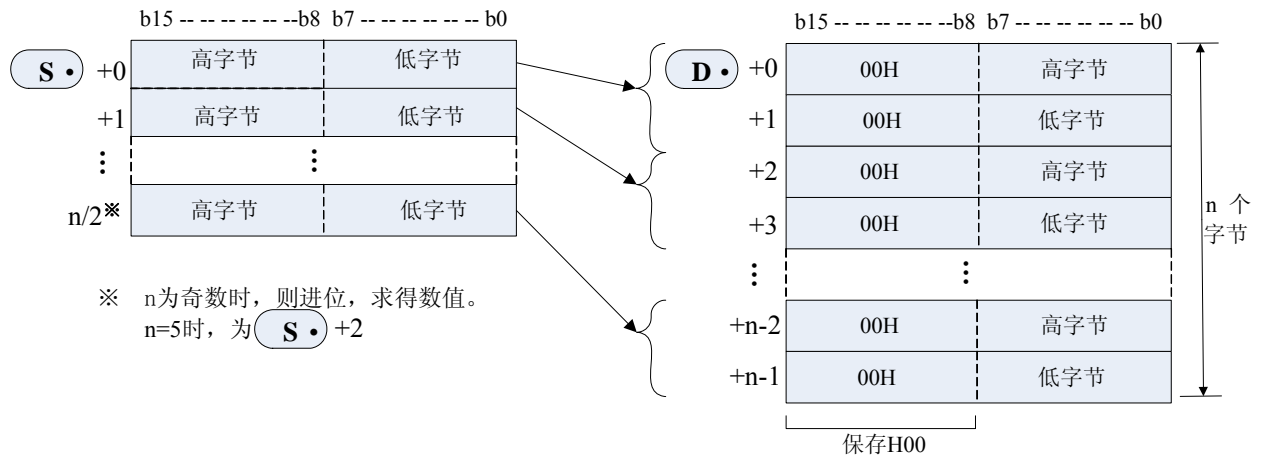 b15 -- -- -- -- --b8 b7 -- -- -- -- -- -- b0
S • +0 高字节 低字节
+1 高字节 低字节
⋮ ⋮
n/2※ 高字节 低字节
※ n为奇数时，则进位，求得数值。
n=5时，为 S • +2
b15 -- -- -- -- --b8 b7 -- -- -- -- -- -- b0
D • +0 00H 高字节
+1 00H 低字节
+2 00H 高字节
+3 00H 低字节
⋮ ⋮
+n-2 00H 高字节
+n-1 00H 低字节
n 个
字节
保存H00